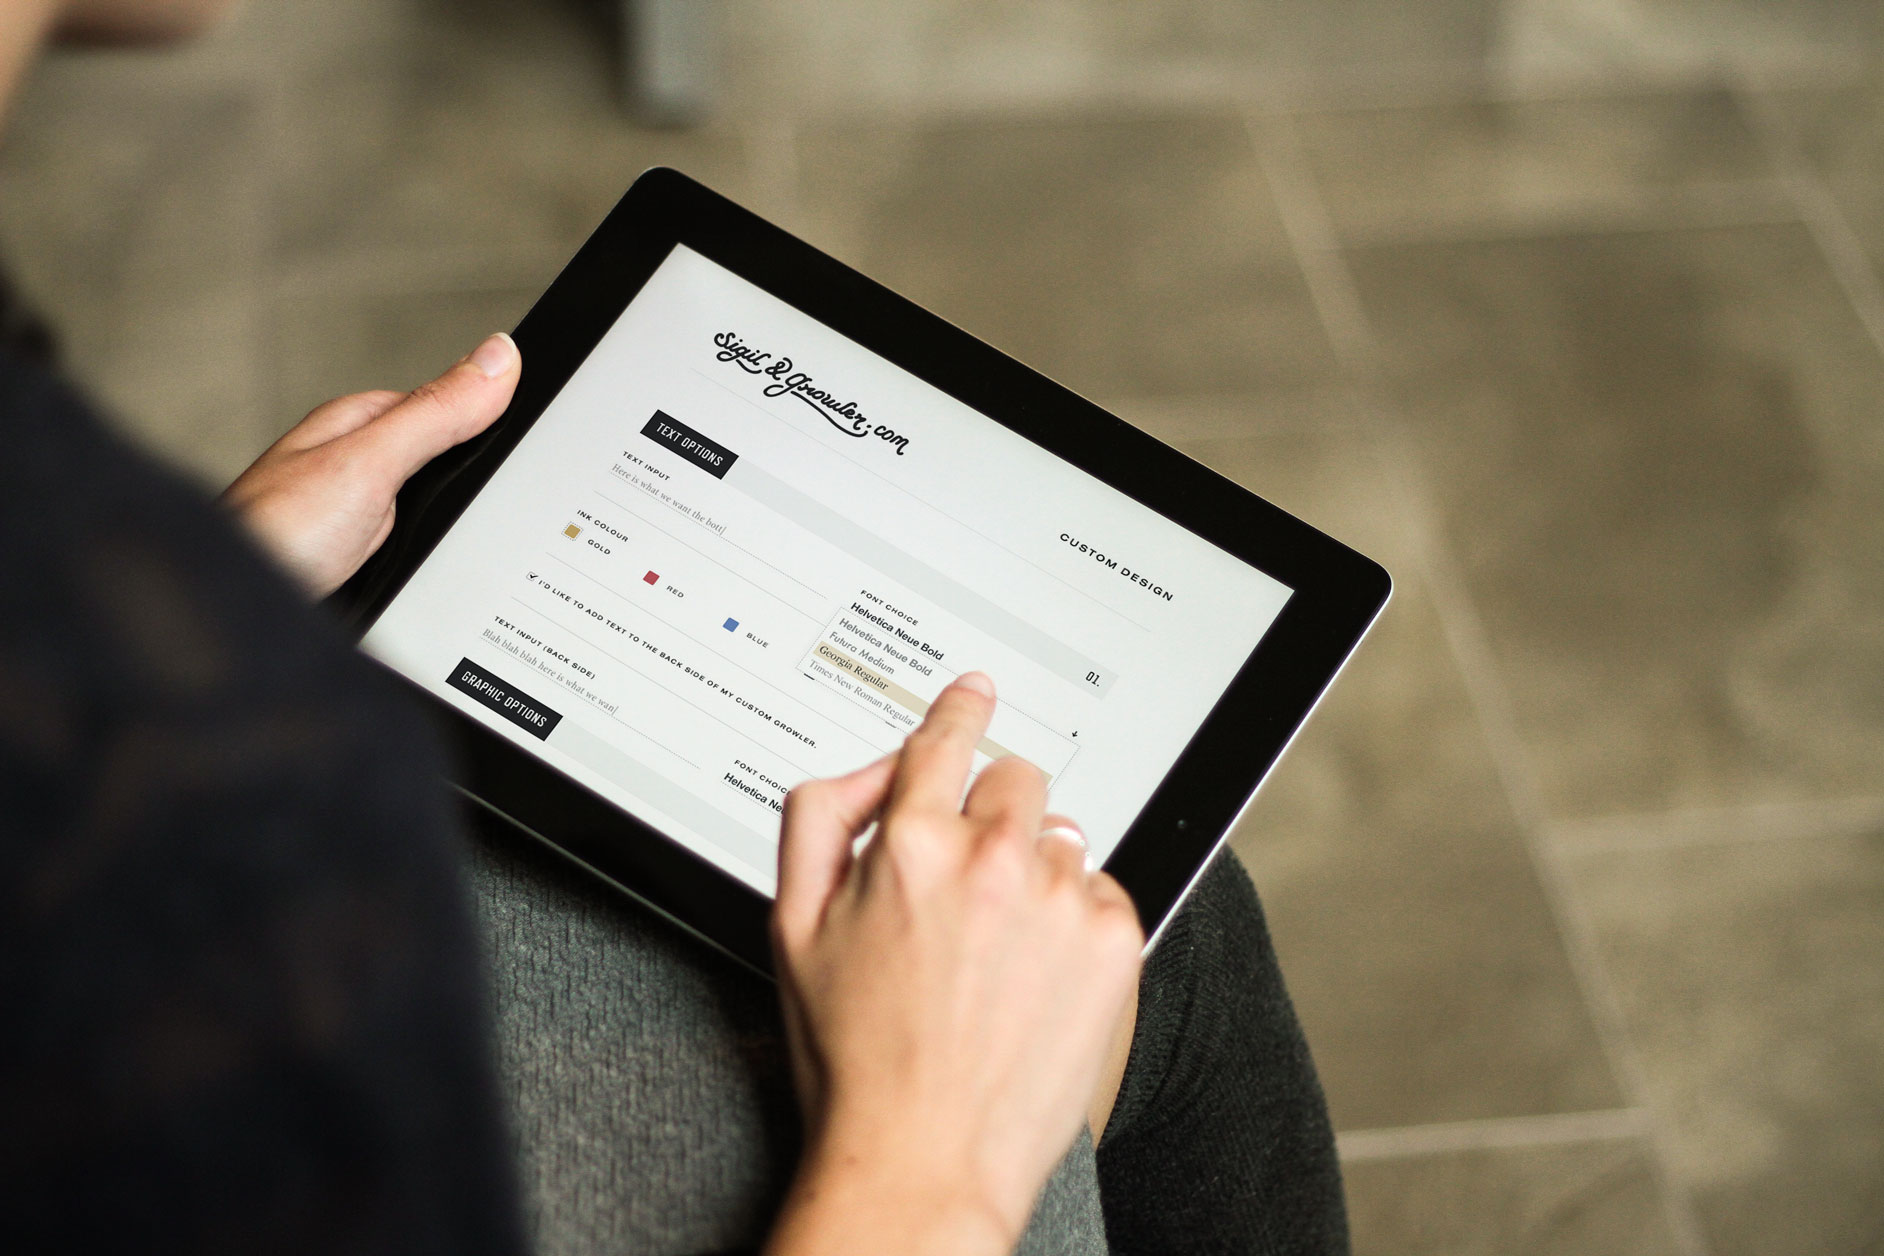 Sigil & Growler.com
CUSTOM DESIGN
TEXT OPTIONS
01.
TEXT INPUT
Here is what we want the bott|
FONT CHOICE
Helvetica Neue Bold
Helvetica Neue Bold
Futura Medium
Georgia Regular
Times New Roman Regular
INK COLOUR
GOLD
RED
BLUE
I'D LIKE TO ADD TEXT TO THE BACK SIDE OF MY CUSTOM GROWLER.
TEXT INPUT (BACK SIDE)
Blah blah blah here is what we wan|
FONT CHOICE
Helvetica Ne
GRAPHIC OPTIONS